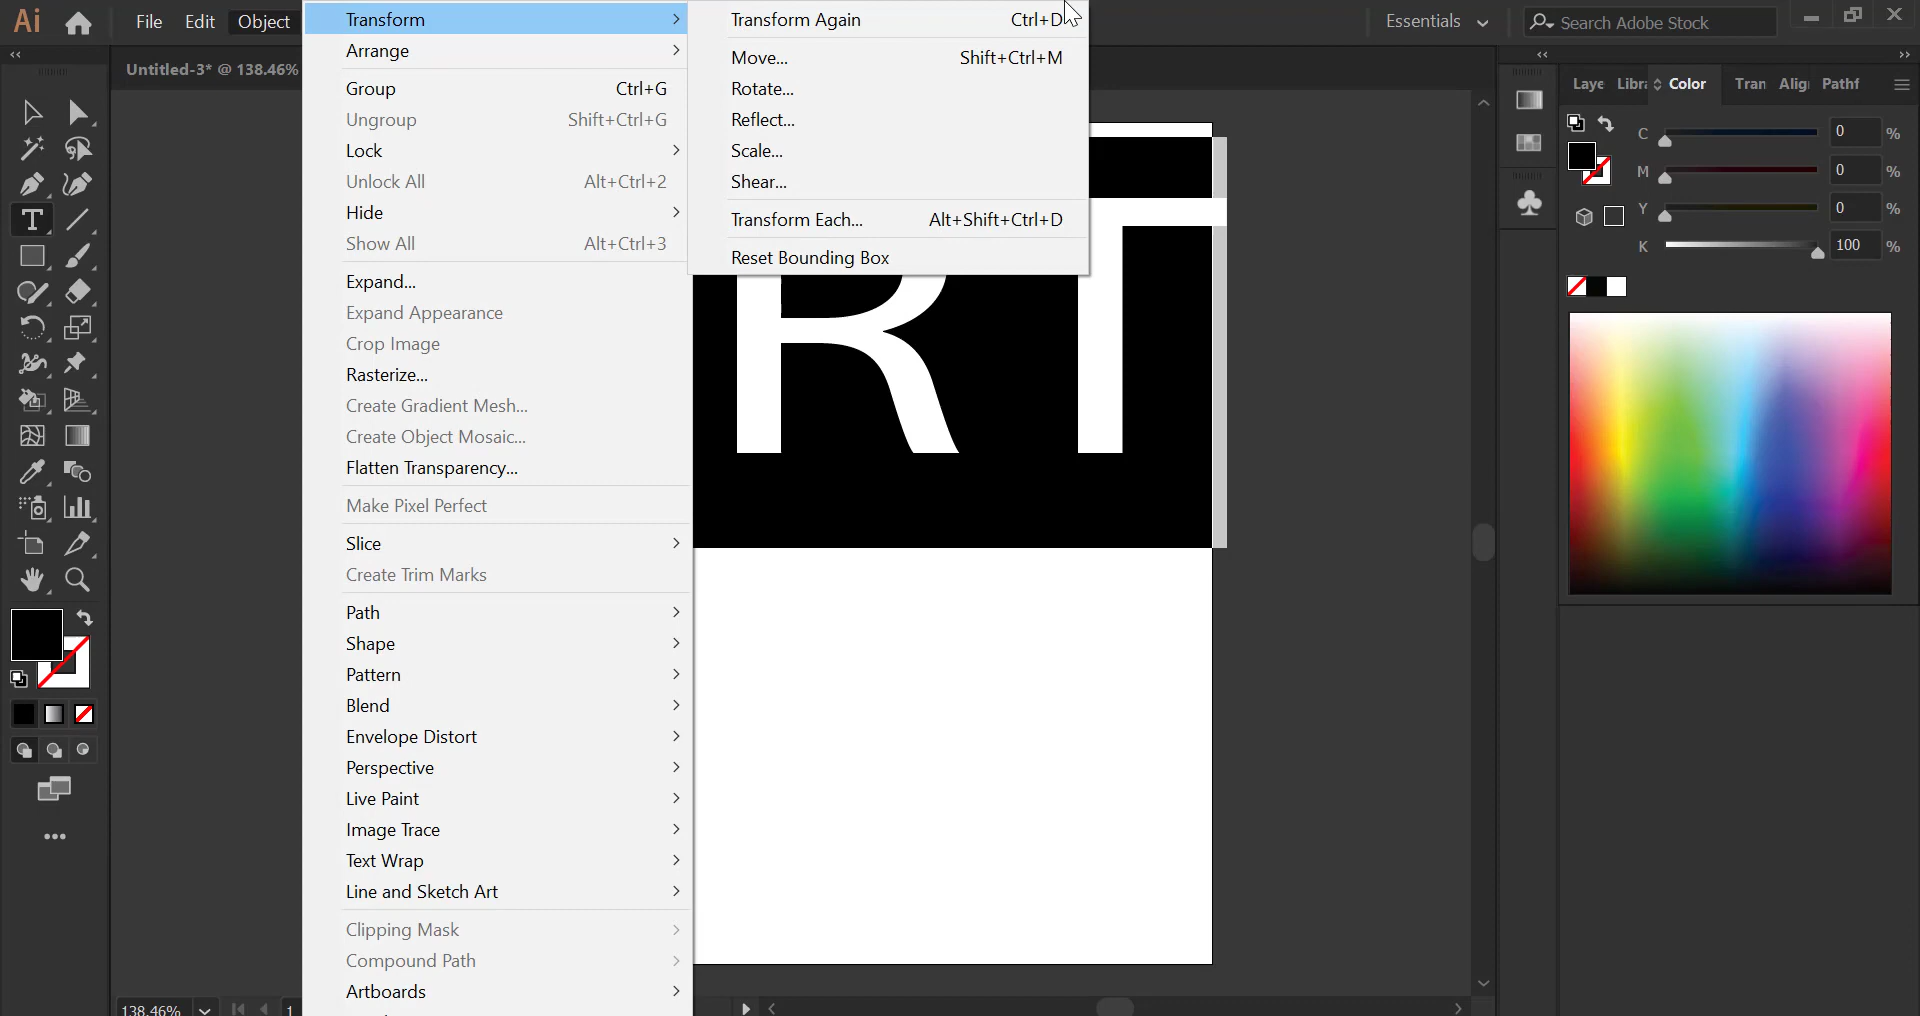 Ai File Edit Object Essentials Search Adobe Stock
Untitled-3* @ 138.46%
Transform
Arrange
Group Ctrl+G
Ungroup Shift+Ctrl+G
Lock
Unlock All Alt+Ctrl+2
Hide
Show All Alt+Ctrl+3
Expand...
Expand Appearance
Crop Image
Rasterize...
Create Gradient Mesh...
Create Object Mosaic...
Flatten Transparency...
Make Pixel Perfect
Slice
Create Trim Marks
Path
Shape
Pattern
Blend
Envelope Distort
Perspective
Live Paint
Image Trace
Text Wrap
Line and Sketch Art
Clipping Mask
Compound Path
Artboards
Transform Again Ctrl+D
Move... Shift+Ctrl+M
Rotate...
Reflect...
Scale...
Shear...
Transform Each... Alt+Shift+Ctrl+D
Reset Bounding Box
RT
Laye Libra Color Tran Alig Pathf
C 0 %
M 0 %
Y 0 %
K 100 %
T
138.46% 1